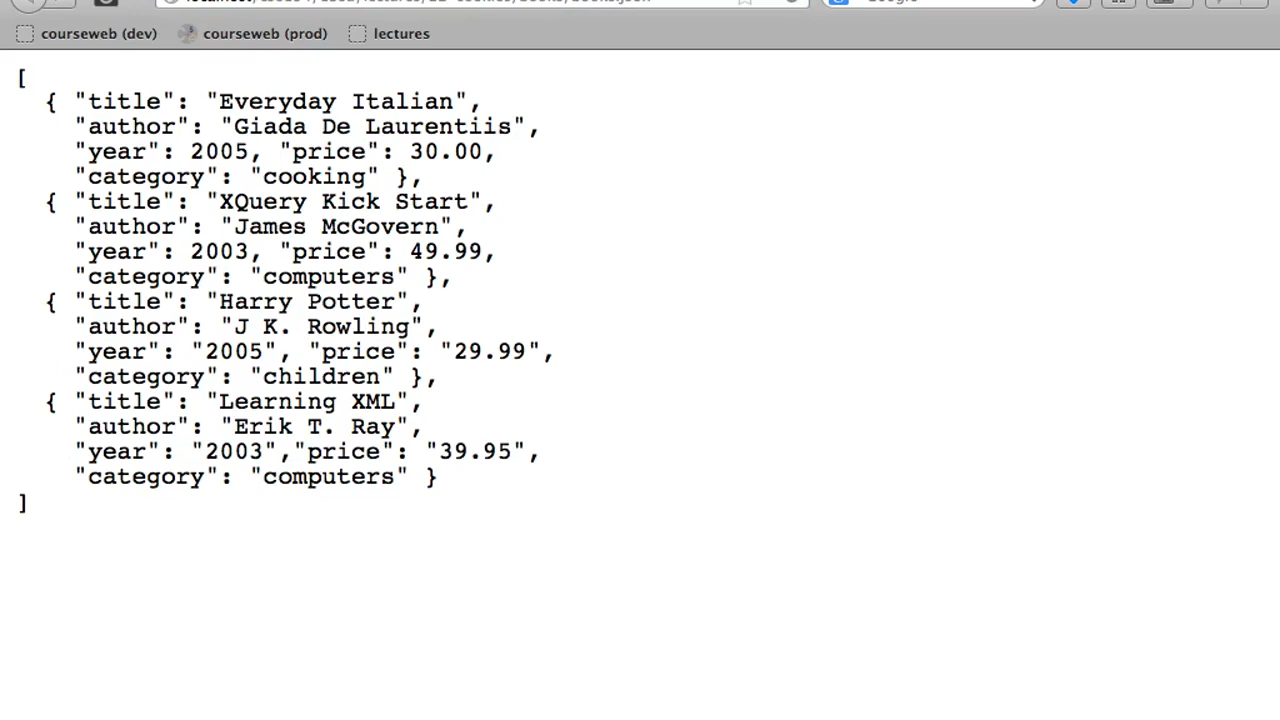 courseweb (dev) courseweb (prod) lectures
[
{ "title": "Everyday Italian",
"author": "Giada De Laurentiis",
"year": 2005, "price": 30.00,
"category": "cooking" },
{ "title": "XQuery Kick Start",
"author": "James McGovern",
"year": 2003, "price": 49.99,
"category": "computers" },
{ "title": "Harry Potter",
"author": "J K. Rowling",
"year": "2005", "price": "29.99",
"category": "children" },
{ "title": "Learning XML",
"author": "Erik T. Ray",
"year": "2003","price": "39.95",
"category": "computers" }
]